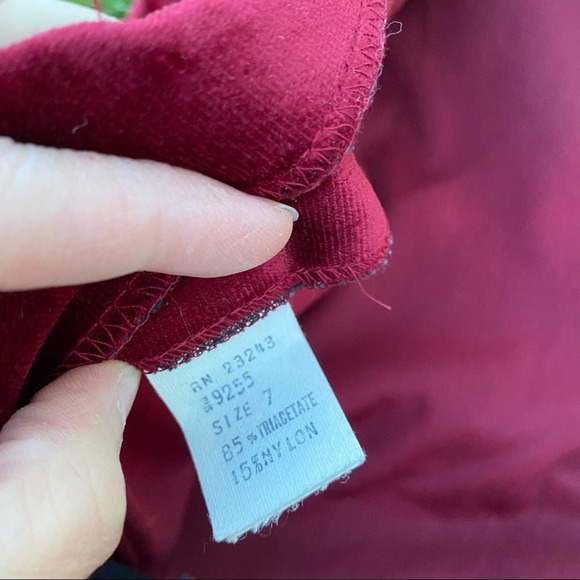 RN 23243
9255
SIZE 7
85%TRIACETATE
15%NYLON